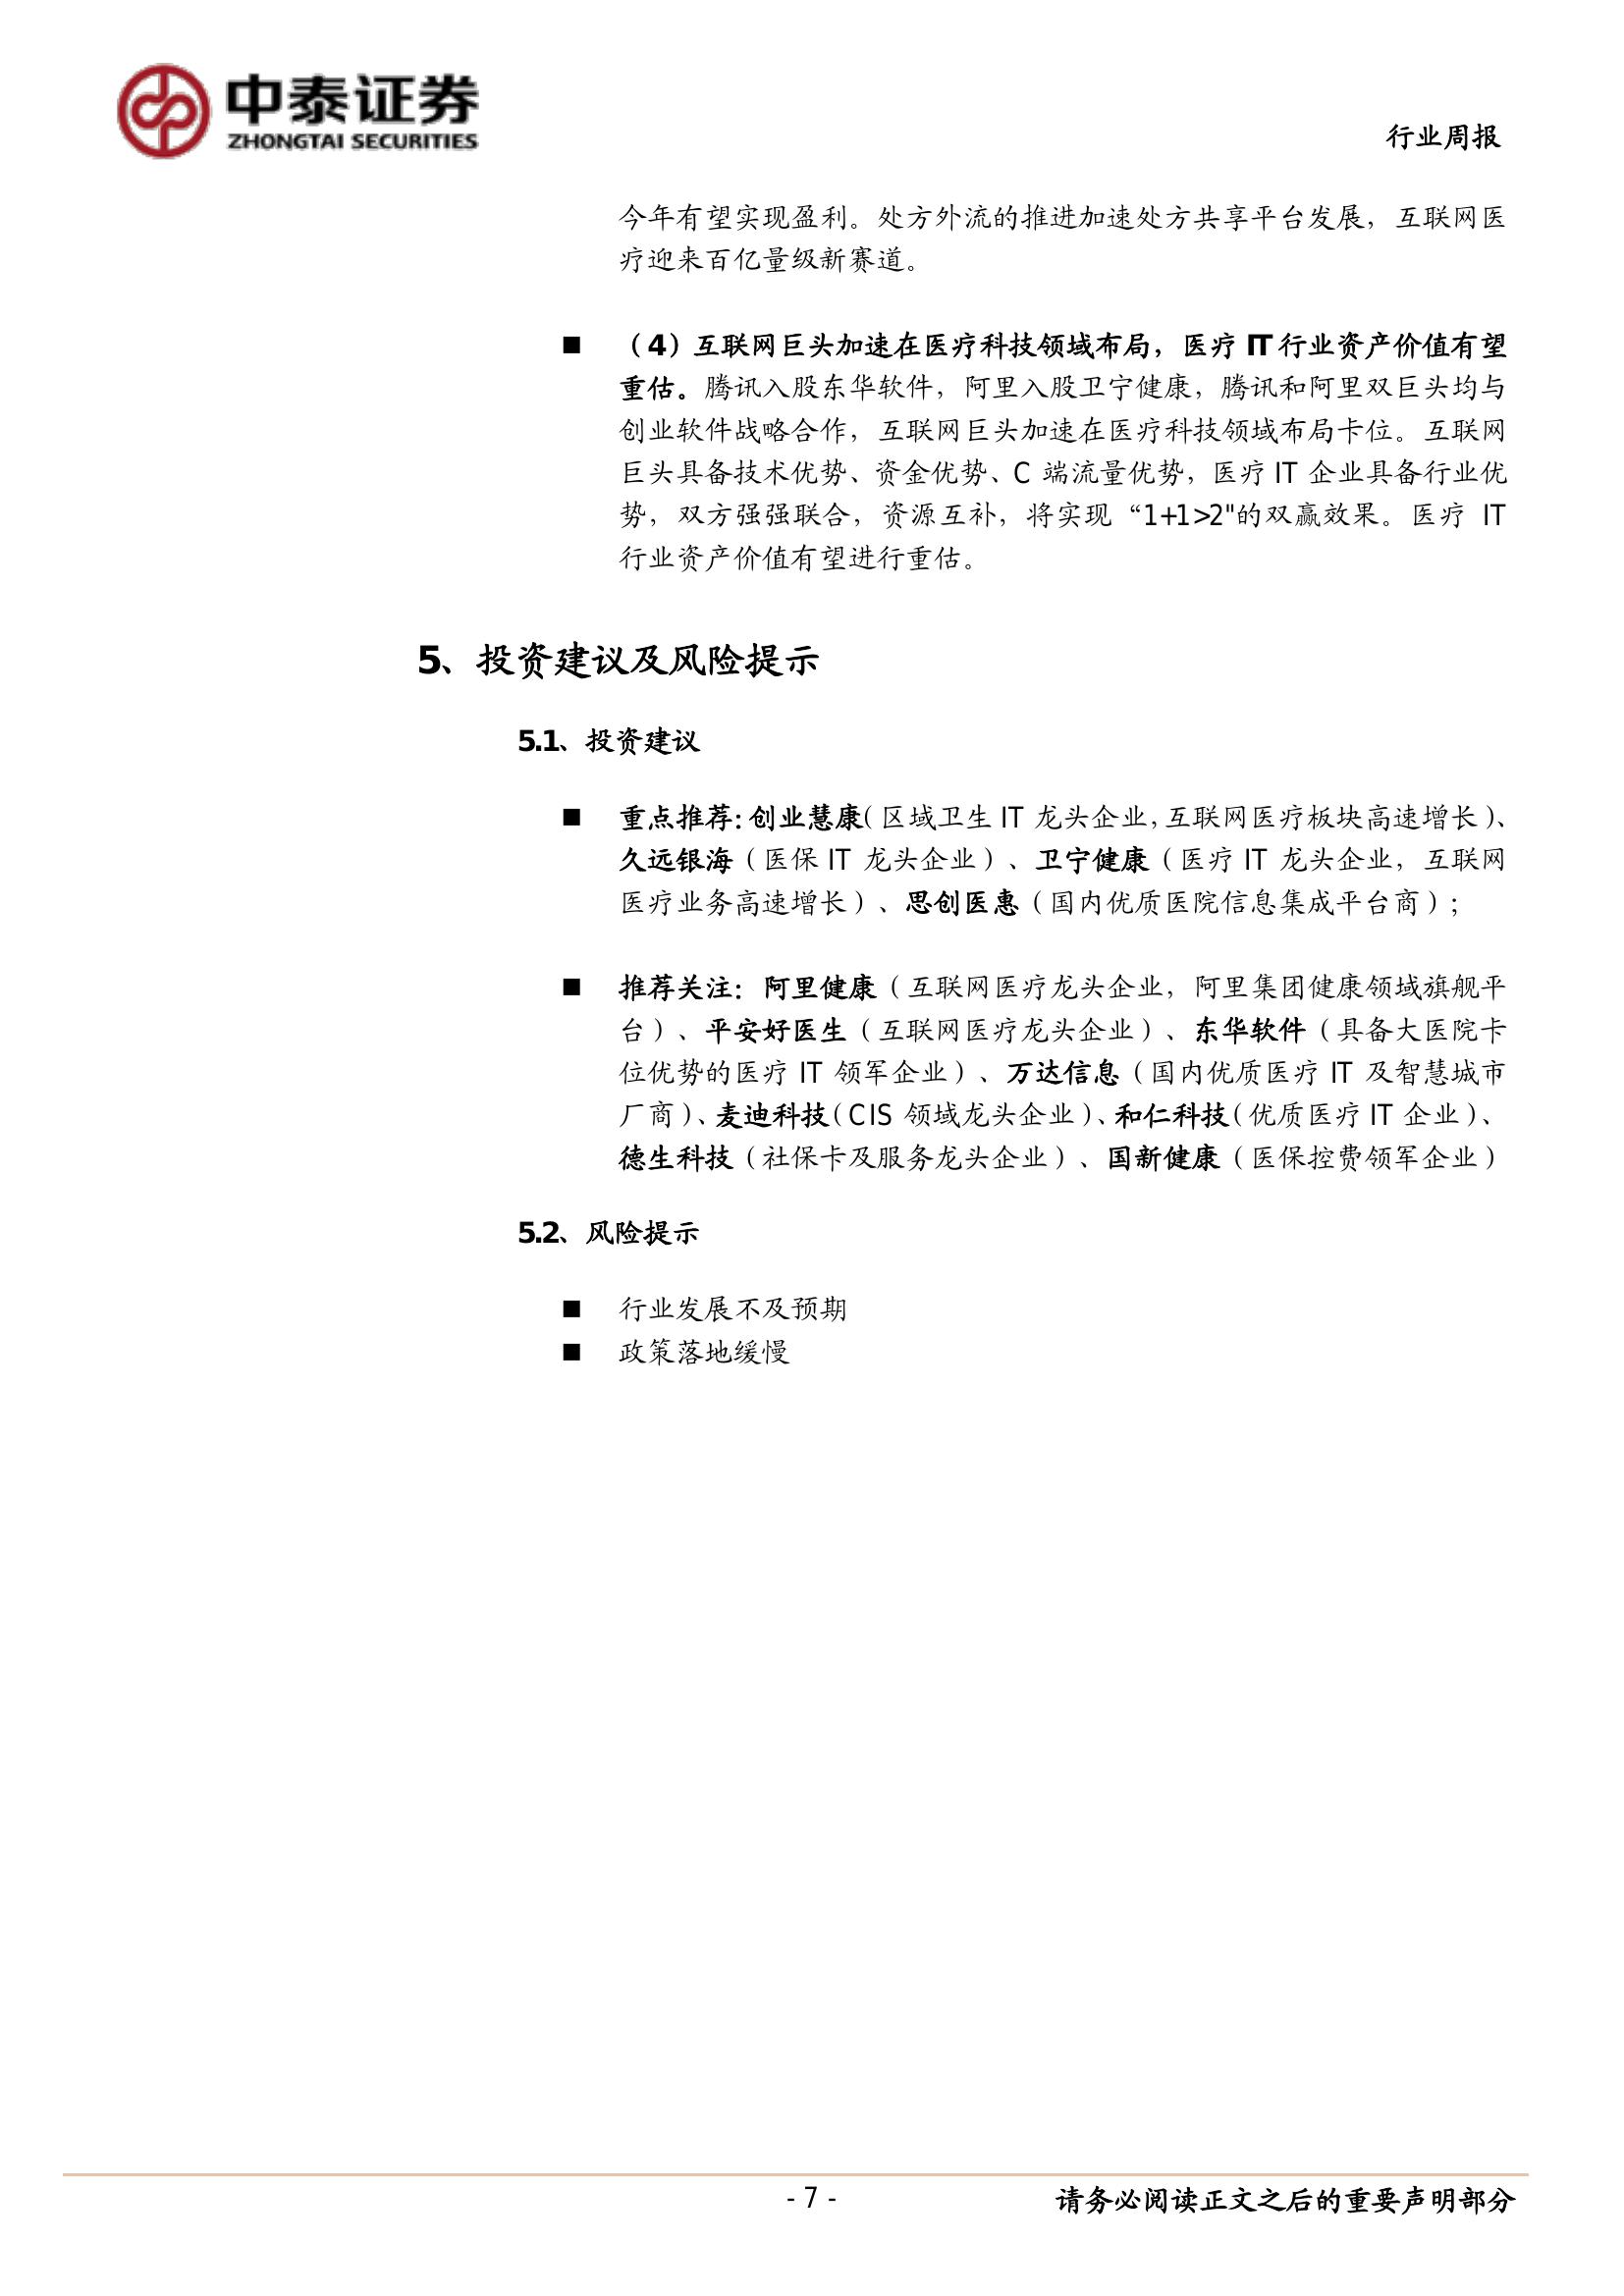 中泰证券
ZHONGTAI SECURITIES
行业周报
今年有望实现盈利。处方外流的推进加速处方共享平台发展，互联网医
疗迎来百亿量级新赛道。
■ （4）互联网巨头加速在医疗科技领域布局，医疗 IT 行业资产价值有望
重估。腾讯入股东华软件，阿里入股卫宁健康，腾讯和阿里双巨头均与
创业软件战略合作，互联网巨头加速在医疗科技领域布局卡位。互联网
巨头具备技术优势、资金优势、C 端流量优势，医疗 IT 企业具备行业优
势，双方强强联合，资源互补，将实现“1+1>2"的双赢效果。医疗 IT
行业资产价值有望进行重估。
5、投资建议及风险提示
5.1、投资建议
■ 重点推荐：创业慧康（区域卫生 IT 龙头企业，互联网医疗板块高速增长）、
久远银海（医保 IT 龙头企业）、卫宁健康（医疗 IT 龙头企业，互联网
医疗业务高速增长）、思创医惠（国内优质医院信息集成平台商）；
■ 推荐关注：阿里健康（互联网医疗龙头企业，阿里集团健康领域旗舰平
台）、平安好医生（互联网医疗龙头企业）、东华软件（具备大医院卡
位优势的医疗 IT 领军企业）、万达信息（国内优质医疗 IT 及智慧城市
厂商）、麦迪科技（CIS 领域龙头企业）、和仁科技（优质医疗 IT 企业）、
德生科技（社保卡及服务龙头企业）、国新健康（医保控费领军企业）
5.2、风险提示
■ 行业发展不及预期
■ 政策落地缓慢
- 7 -
请务必阅读正文之后的重要声明部分